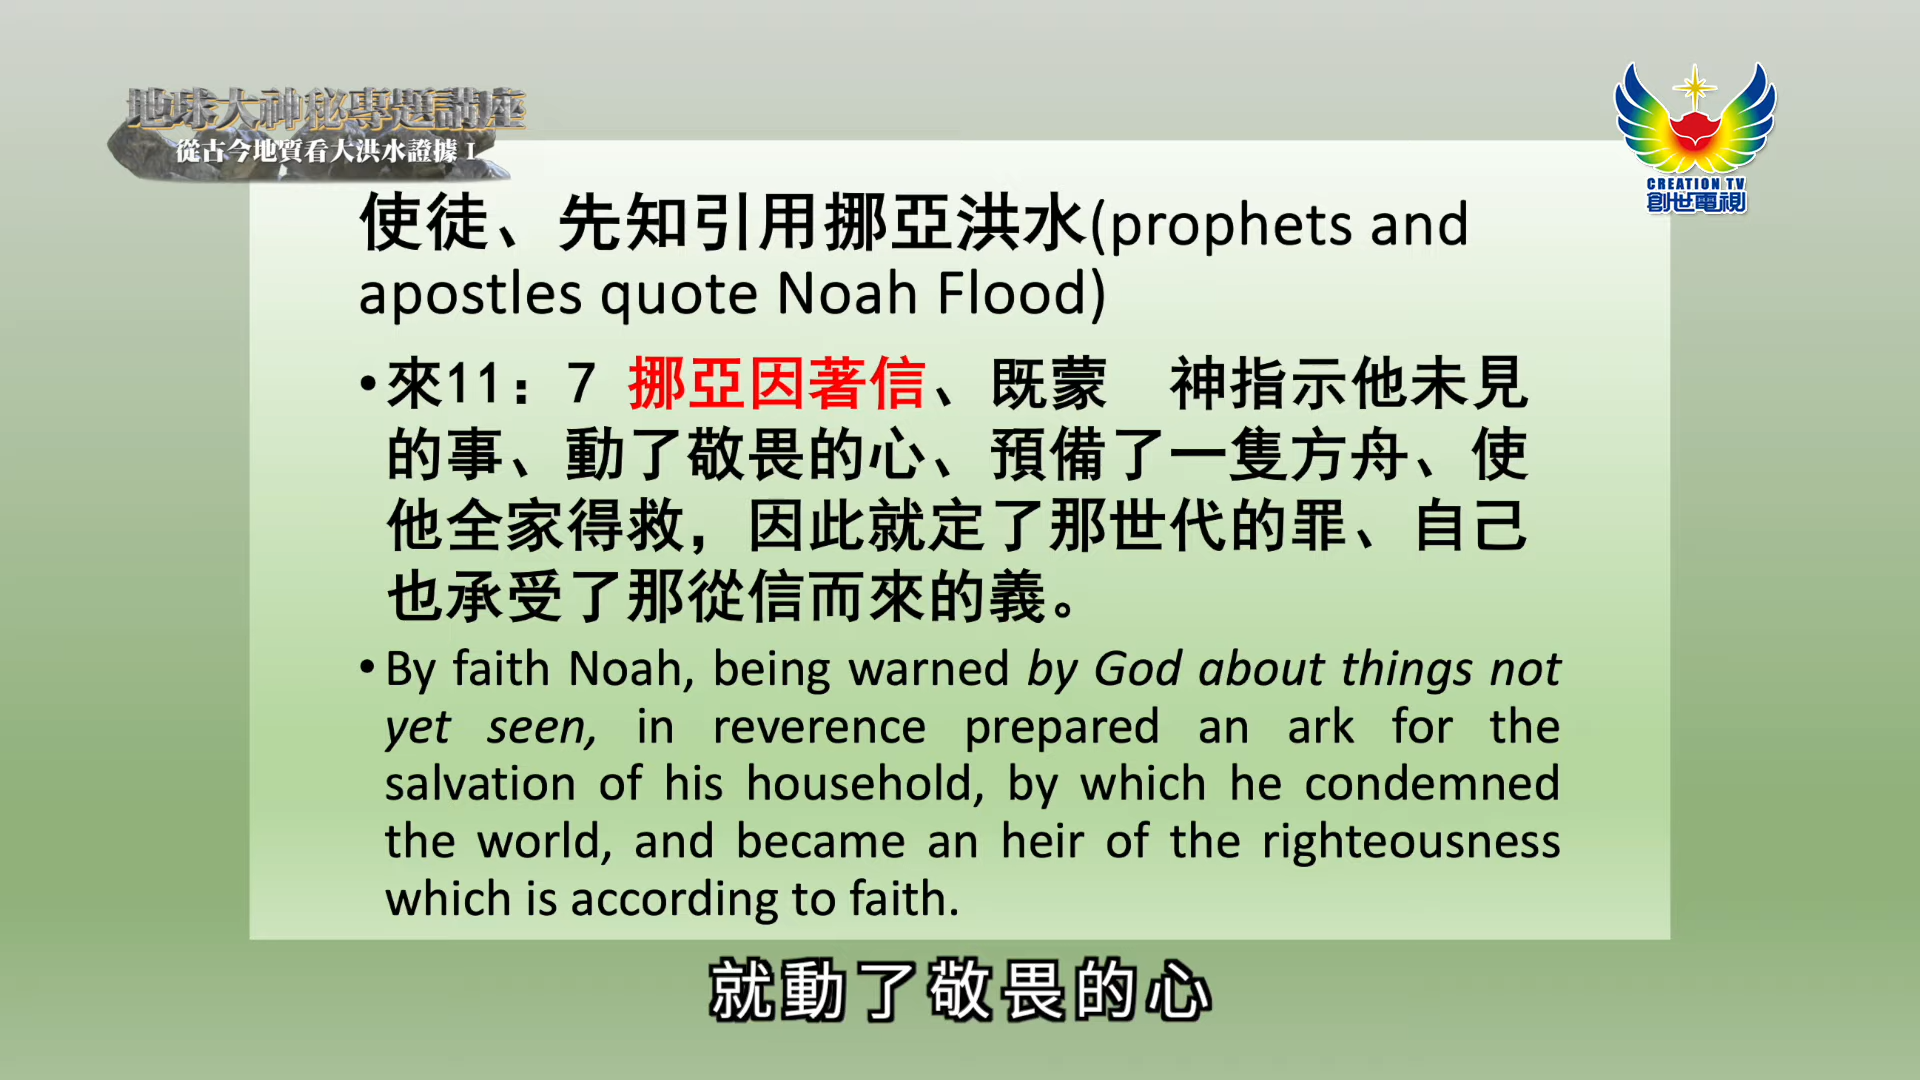 地球大神秘專題講座
從古今地質看大洪水證據 I
CREATION TV
創世電視
使徒、先知引用挪亞洪水(prophets and
apostles quote Noah Flood)
•來11：7 挪亞因著信、既蒙　神指示他未見
的事、動了敬畏的心、預備了一隻方舟、使
他全家得救，因此就定了那世代的罪、自己
也承受了那從信而來的義。
•By faith Noah, being warned by God about things not
yet seen, in reverence prepared an ark for the
salvation of his household, by which he condemned
the world, and became an heir of the righteousness
which is according to faith.
就動了敬畏的心